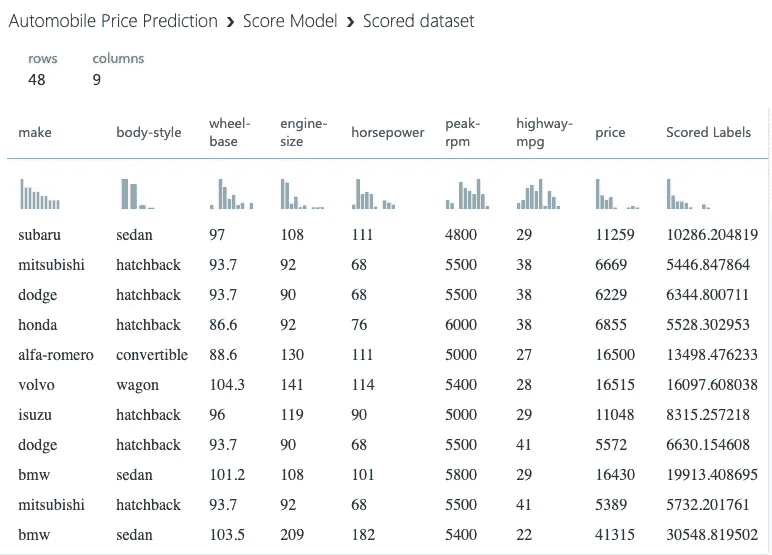 Automobile Price Prediction › Score Model › Scored dataset
rows columns
48 9
make body-style wheel-base engine-size horsepower peak-rpm highway-mpg price Scored Labels
subaru sedan 97 108 111 4800 29 11259 10286.204819
mitsubishi hatchback 93.7 92 68 5500 38 6669 5446.847864
dodge hatchback 93.7 90 68 5500 38 6229 6344.800711
honda hatchback 86.6 92 76 6000 38 6855 5528.302953
alfa-romero convertible 88.6 130 111 5000 27 16500 13498.476233
volvo wagon 104.3 141 114 5400 28 16515 16097.608038
isuzu hatchback 96 119 90 5000 29 11048 8315.257218
dodge hatchback 93.7 90 68 5500 41 5572 6630.154608
bmw sedan 101.2 108 101 5800 29 16430 19913.408695
mitsubishi hatchback 93.7 92 68 5500 41 5389 5732.201761
bmw sedan 103.5 209 182 5400 22 41315 30548.819502